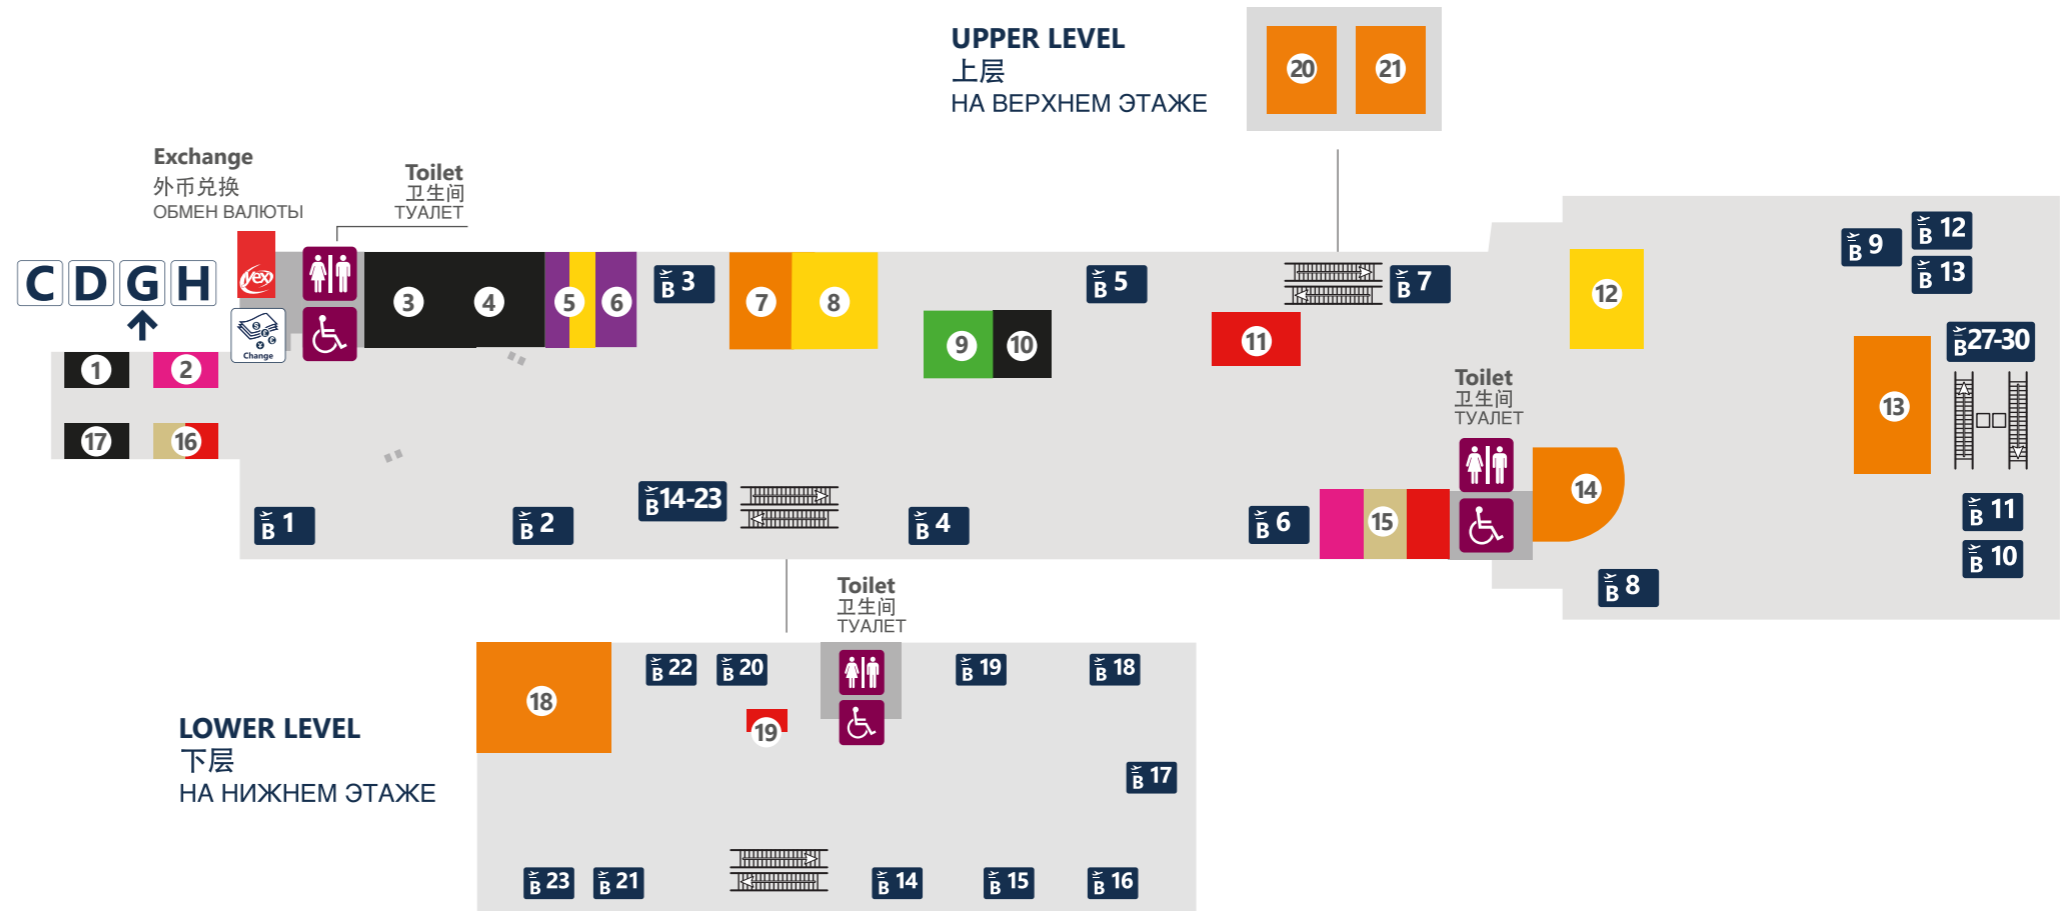 UPPER LEVEL
上层
НА ВЕРХНЕМ ЭТАЖЕ
20
21
Exchange
外币兑换
ОБМЕН ВАЛЮТЫ
Toilet
卫生间
ТУАЛЕТ
yex
Change
C D G H
1
2
17
16
3
4
5
6
B 3
7
8
9
10
B 5
11
B 7
12
B 9
B 12
B 13
B 27-30
13
Toilet
卫生间
ТУАЛЕТ
14
15
B 1
B 2
B 14-23
B 4
B 6
B 8
B 11
B 10
Toilet
卫生间
ТУАЛЕТ
LOWER LEVEL
下层
НА НИЖНЕМ ЭТАЖЕ
18
B 22
B 20
19
B 19
B 18
B 17
B 23
B 21
B 14
B 15
B 16